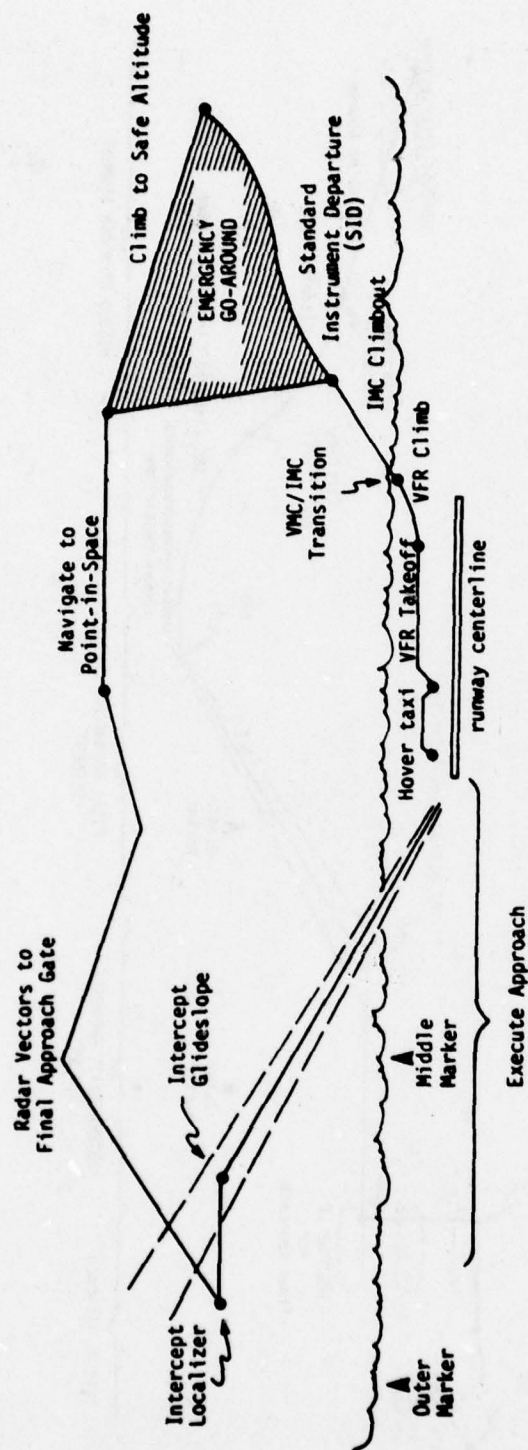 Radar Vectors to
Final Approach Gate
Navigate to
Point-in-Space
Climb to Safe Altitude
EMERGENCY
GO-AROUND
Standard
Instrument Departure
(SID)
Intercept
Glideslope
Intercept
Localizer
VMC/IMC
Transition
IMC Climbout
VFR Climb
VFR Takeoff
Hover taxi
runway centerline
Outer
Marker
Middle
Marker
Execute Approach